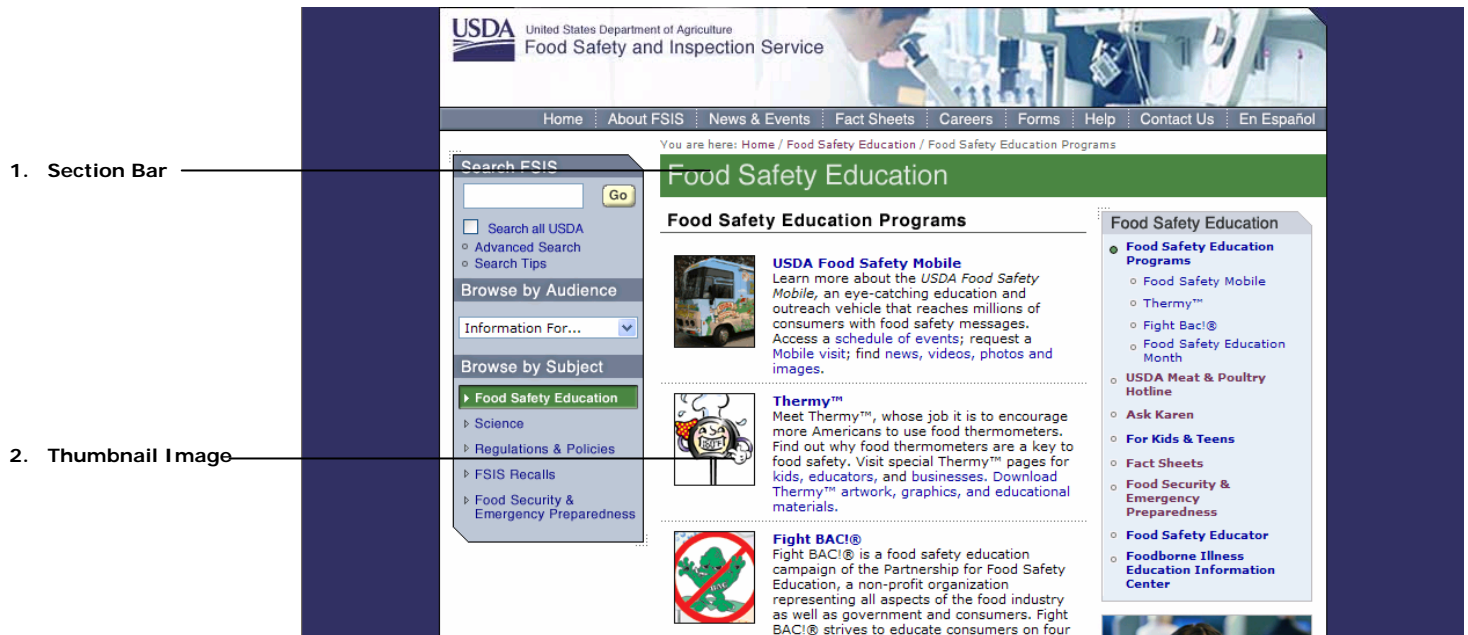 USDA
United States Department of Agriculture
Food Safety and Inspection Service
Home About FSIS News & Events Fact Sheets Careers Forms Help Contact Us En Español
You are here: Home / Food Safety Education / Food Safety Education Programs
1. Section Bar
2. Thumbnail Image
Search FSIS
Go
Search all USDA
Advanced Search
Search Tips
Browse by Audience
Information For...
Browse by Subject
Food Safety Education
Science
Regulations & Policies
FSIS Recalls
Food Security &
Emergency Preparedness
Food Safety Education
Food Safety Education Programs
USDA Food Safety Mobile
Learn more about the USDA Food Safety
Mobile, an eye-catching education and
outreach vehicle that reaches millions of
consumers with food safety messages.
Access a schedule of events; request a
Mobile visit; find news, videos, photos and
images.
Thermy™
Meet Thermy™, whose job it is to encourage
more Americans to use food thermometers.
Find out why food thermometers are a key to
food safety. Visit special Thermy™ pages for
kids, educators, and businesses. Download
Thermy™ artwork, graphics, and educational
materials.
Fight BAC!®
Fight BAC!® is a food safety education
campaign of the Partnership for Food Safety
Education, a non-profit organization
representing all aspects of the food industry
as well as government and consumers. Fight
BAC!® strives to educate consumers on four
Food Safety Education
Food Safety Education
Programs
Food Safety Mobile
Thermy™
Fight Bac!®
Food Safety Education
Month
USDA Meat & Poultry
Hotline
Ask Karen
For Kids & Teens
Fact Sheets
Food Security &
Emergency
Preparedness
Food Safety Educator
Foodborne Illness
Education Information
Center